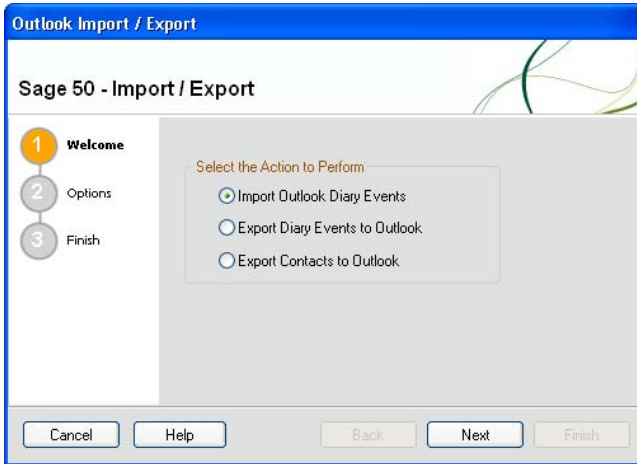 Outlook Import / Export
Sage 50 - Import / Export
1 Welcome
2 Options
3 Finish
Select the Action to Perform
Import Outlook Diary Events
Export Diary Events to Outlook
Export Contacts to Outlook
Cancel Help Back Next Finish